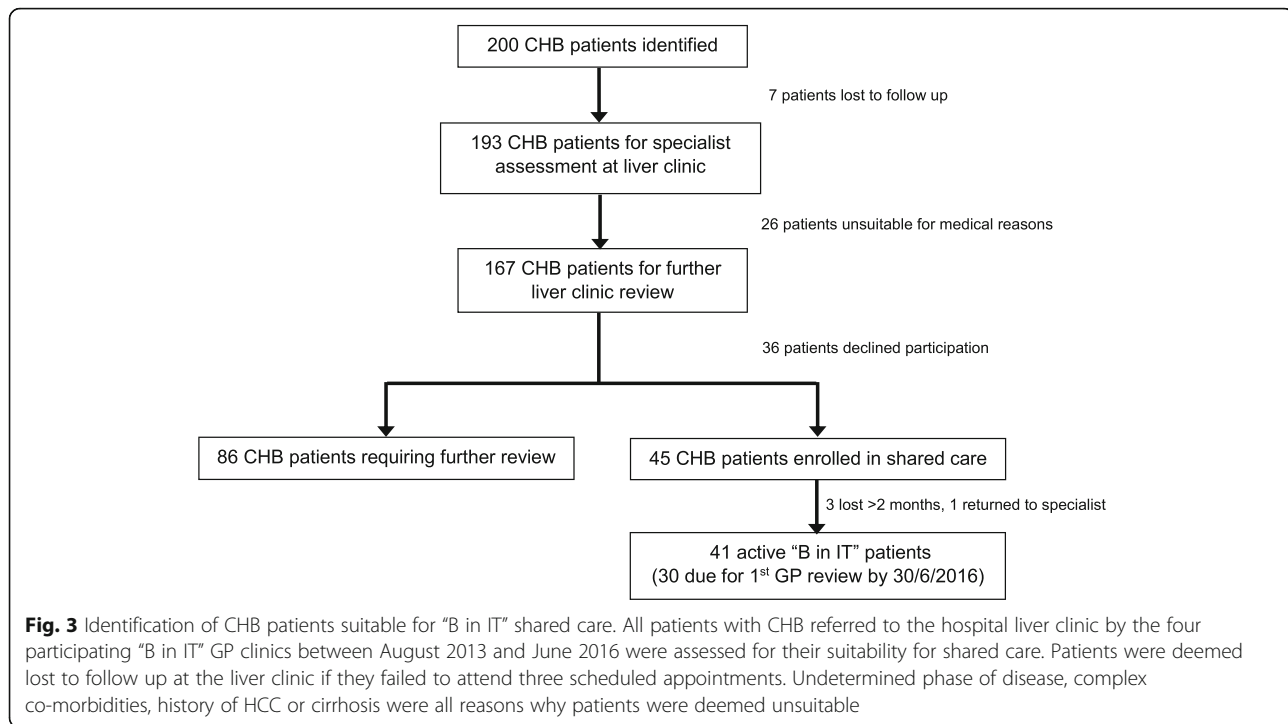 200 CHB patients identified
7 patients lost to follow up
193 CHB patients for specialist
assessment at liver clinic
26 patients unsuitable for medical reasons
167 CHB patients for further
liver clinic review
36 patients declined participation
86 CHB patients requiring further review
45 CHB patients enrolled in shared care
3 lost >2 months, 1 returned to specialist
41 active “B in IT” patients
(30 due for 1st GP review by 30/6/2016)
Fig. 3 Identification of CHB patients suitable for “B in IT” shared care. All patients with CHB referred to the hospital liver clinic by the four
participating “B in IT” GP clinics between August 2013 and June 2016 were assessed for their suitability for shared care. Patients were deemed
lost to follow up at the liver clinic if they failed to attend three scheduled appointments. Undetermined phase of disease, complex
co-morbidities, history of HCC or cirrhosis were all reasons why patients were deemed unsuitable